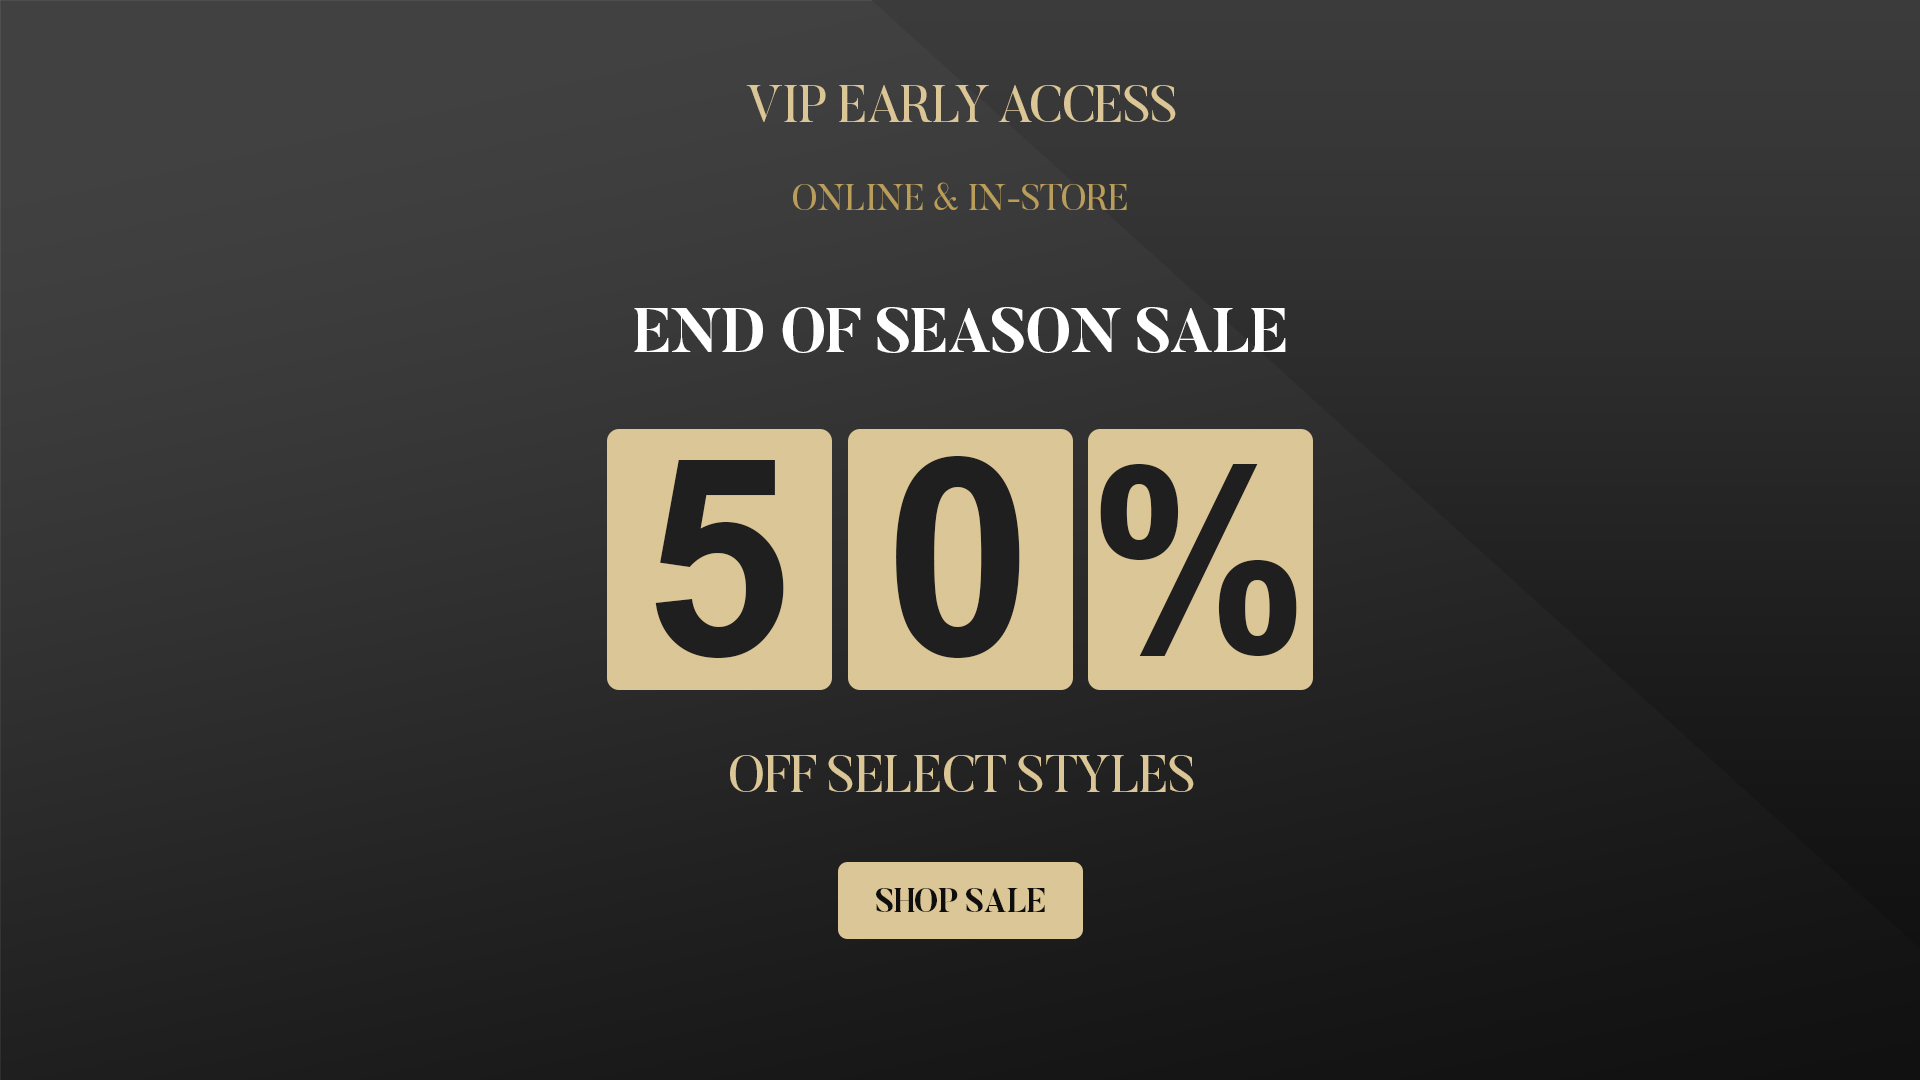 VIP EARLY ACCESS
ONLINE & IN-STORE
END OF SEASON SALE
50%
OFF SELECT STYLES
SHOP SALE